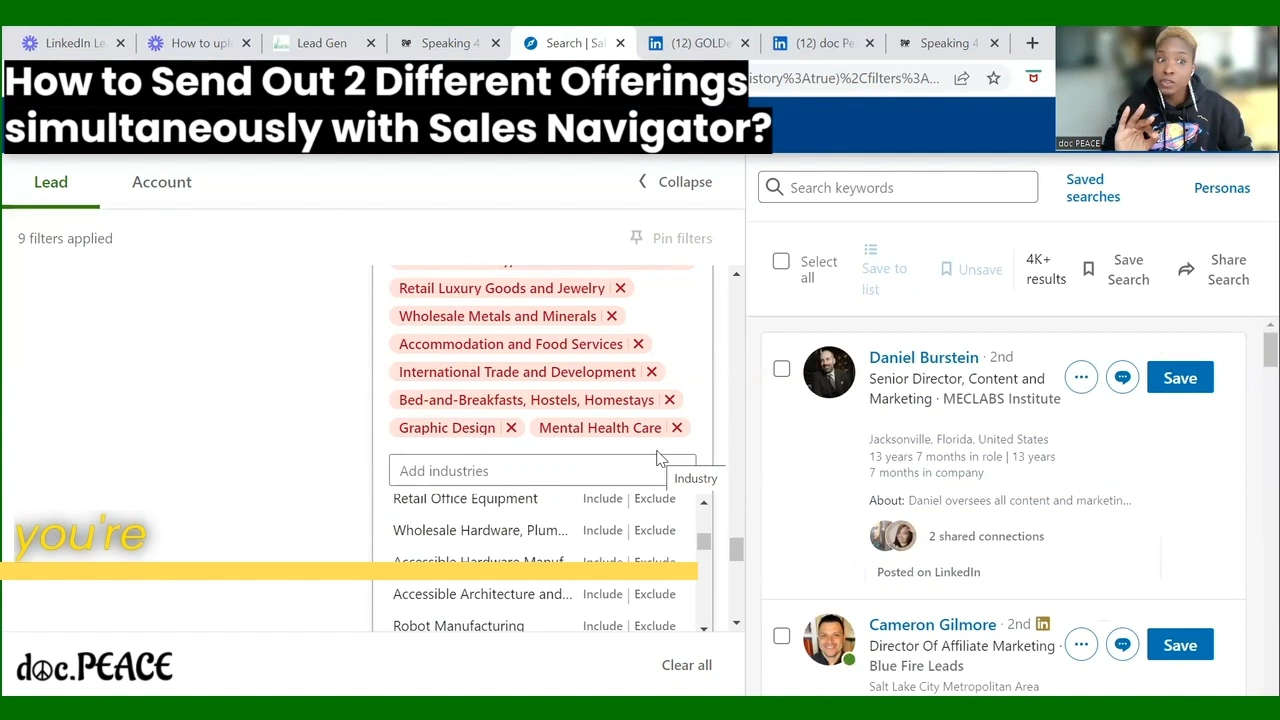 LinkedIn Le
How to upl
Lead Gen
Speaking 4
Search | Sal
(12) GOLDe
(12) doc Pe
Speaking 4
How to Send Out 2 Different Offerings
simultaneously with Sales Navigator?
istory%3Atrue)%2Cfilters%3A...
doc PEACE
Lead
Account
Collapse
9 filters applied
Pin filters
Retail Luxury Goods and Jewelry
Wholesale Metals and Minerals
Accommodation and Food Services
International Trade and Development
Bed-and-Breakfasts, Hostels, Homestays
Graphic Design
Mental Health Care
Add industries
Industry
Retail Office Equipment Include | Exclude
Wholesale Hardware, Plum... Include | Exclude
Accessible Hardware Manuf
Accessible Architecture and... Include | Exclude
Robot Manufacturing Include | Exclude
you're
doc.PEACE
Clear all
Search keywords
Saved
searches
Personas
Select
all
Save to
list
Unsave
4K+
results
Save
Search
Share
Search
Daniel Burstein · 2nd
Senior Director, Content and
Marketing · MECLABS Institute
Save
Jacksonville, Florida, United States
13 years 7 months in role | 13 years
7 months in company
About: Daniel oversees all content and marketin...
2 shared connections
Posted on LinkedIn
Cameron Gilmore · 2nd
Director Of Affiliate Marketing ·
Blue Fire Leads
Save
Salt Lake City Metropolitan Area